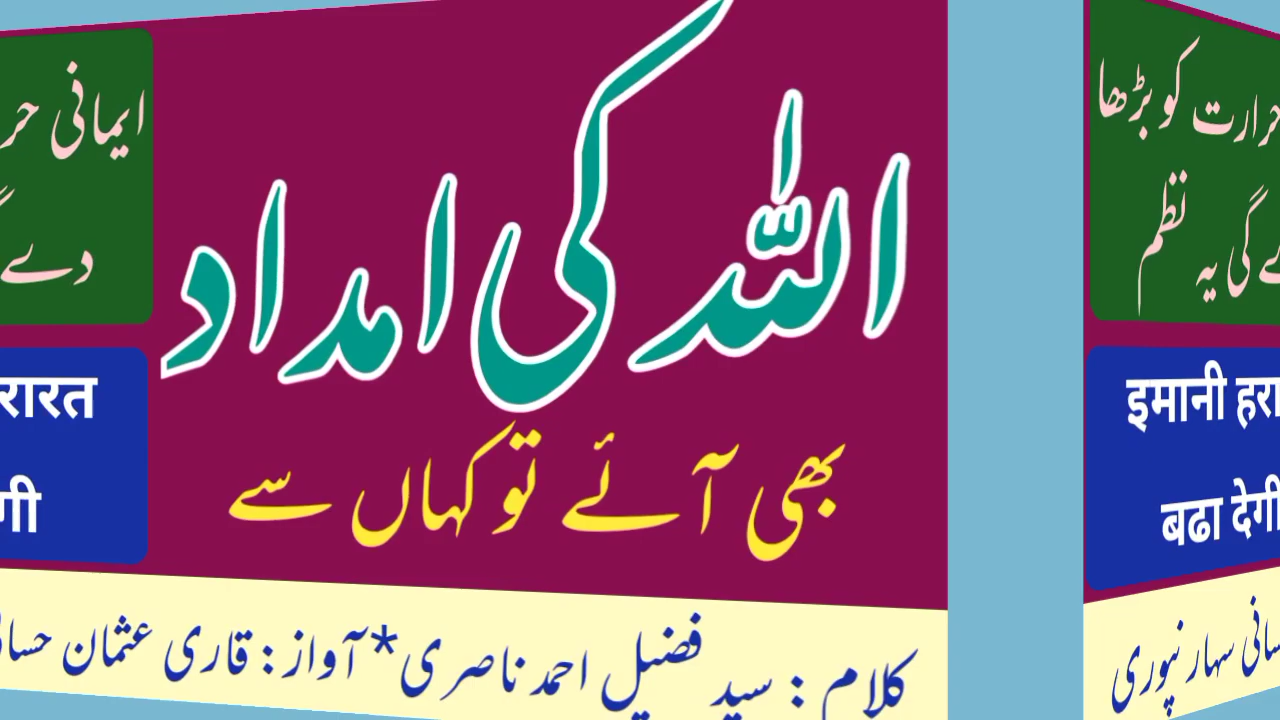 اللہ کی امداد
بھی آئے تو کہاں سے
کلام : سید فضیل احمد ناصری * آواز : قاری عثمان
ایمانی
دے
रारत
गी
حرارت کو بڑھا
گی یہ نظم
इमानी
बढा देगी
سہارنپوری